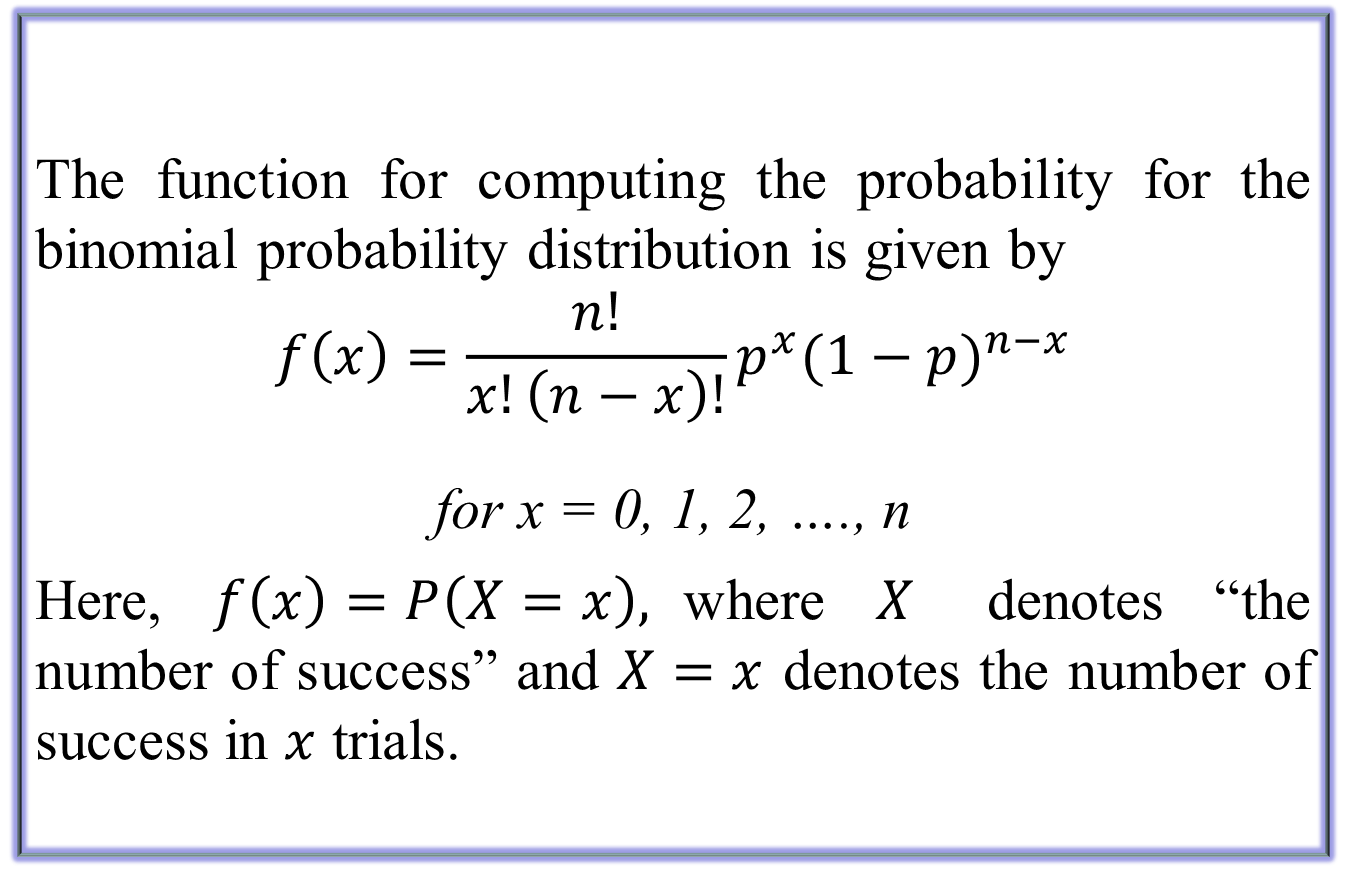 The function for computing the probability for the
binomial probability distribution is given by
f(x) = \frac{n!}{x! (n − x)!} p^x (1 − p)^{n−x}
for x = 0, 1, 2, ...., n
Here, f(x) = P(X = x), where X denotes “the
number of success” and X = x denotes the number of
success in x trials.